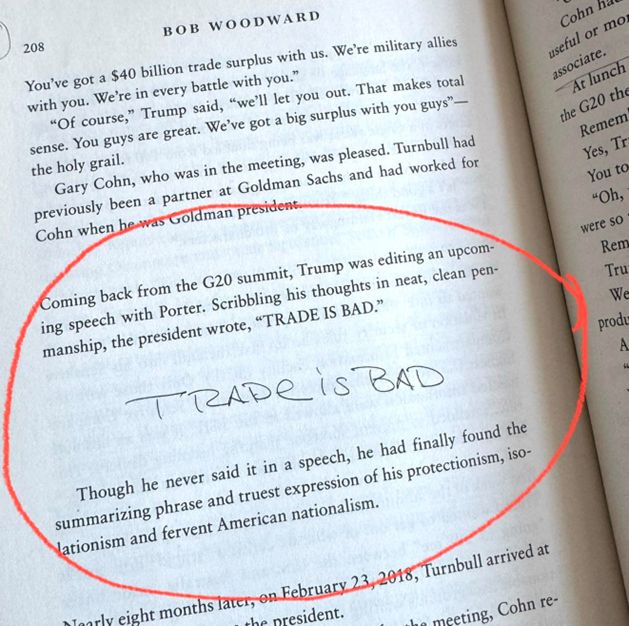 208
BOB WOODWARD
You've got a $40 billion trade surplus with us. We're military allies
with you. We're in every battle with you."
"Of course," Trump said, "we'll let you out. That makes total
sense. You guys are great. We've got a big surplus with you guys"—
the holy grail.
Gary Cohn, who was in the meeting, was pleased. Turnbull had
previously been a partner at Goldman Sachs and had worked for
Cohn when he was Goldman president.
Coming back from the G20 summit, Trump was editing an upcom-
ing speech with Porter. Scribbling his thoughts in neat, clean pen-
manship, the president wrote, "TRADE IS BAD."
TRADe iS BAD
Though he never said it in a speech, he had finally found the
summarizing phrase and truest expression of his protectionism, iso-
lationism and fervent American nationalism.
Nearly eight months later, on February 23, 2018, Turnbull arrived at
the president.
the meeting, Cohn re-
Cohn
useful or
associate.
At lunch
the G20 the
Yes,
You to
"Oh,
were so
We